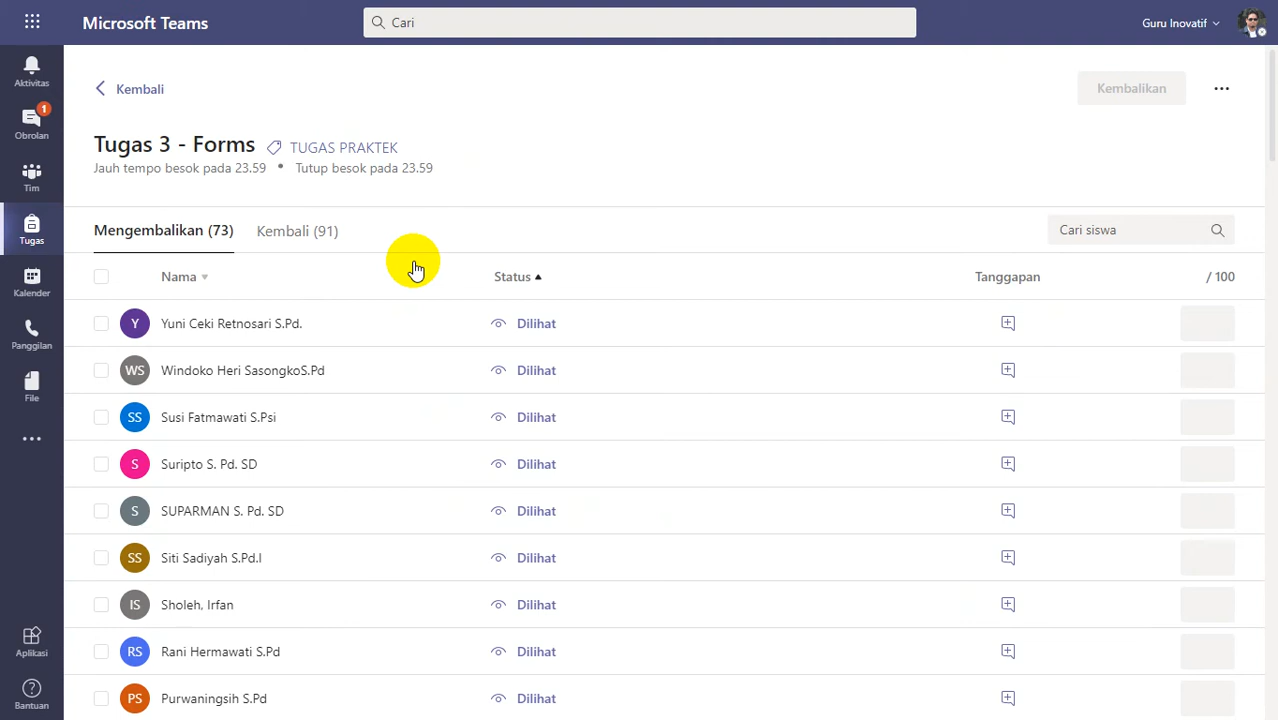 Microsoft Teams
Cari
Guru Inovatif
Aktivitas
1
Obrolan
Tim
Tugas
Kalender
Panggilan
File
Aplikasi
Bantuan
Kembali
Kembalikan
Tugas 3 - Forms
TUGAS PRAKTEK
Jauh tempo besok pada 23.59 • Tutup besok pada 23.59
Mengembalikan (73)
Kembali (91)
Cari siswa
Nama
Status
Tanggapan
/ 100
Y Yuni Ceki Retnosari S.Pd. Dilihat
WS Windoko Heri SasongkoS.Pd Dilihat
SS Susi Fatmawati S.Psi Dilihat
S Suripto S. Pd. SD Dilihat
S SUPARMAN S. Pd. SD Dilihat
SS Siti Sadiyah S.Pd.I Dilihat
IS Sholeh, Irfan Dilihat
RS Rani Hermawati S.Pd Dilihat
PS Purwaningsih S.Pd Dilihat